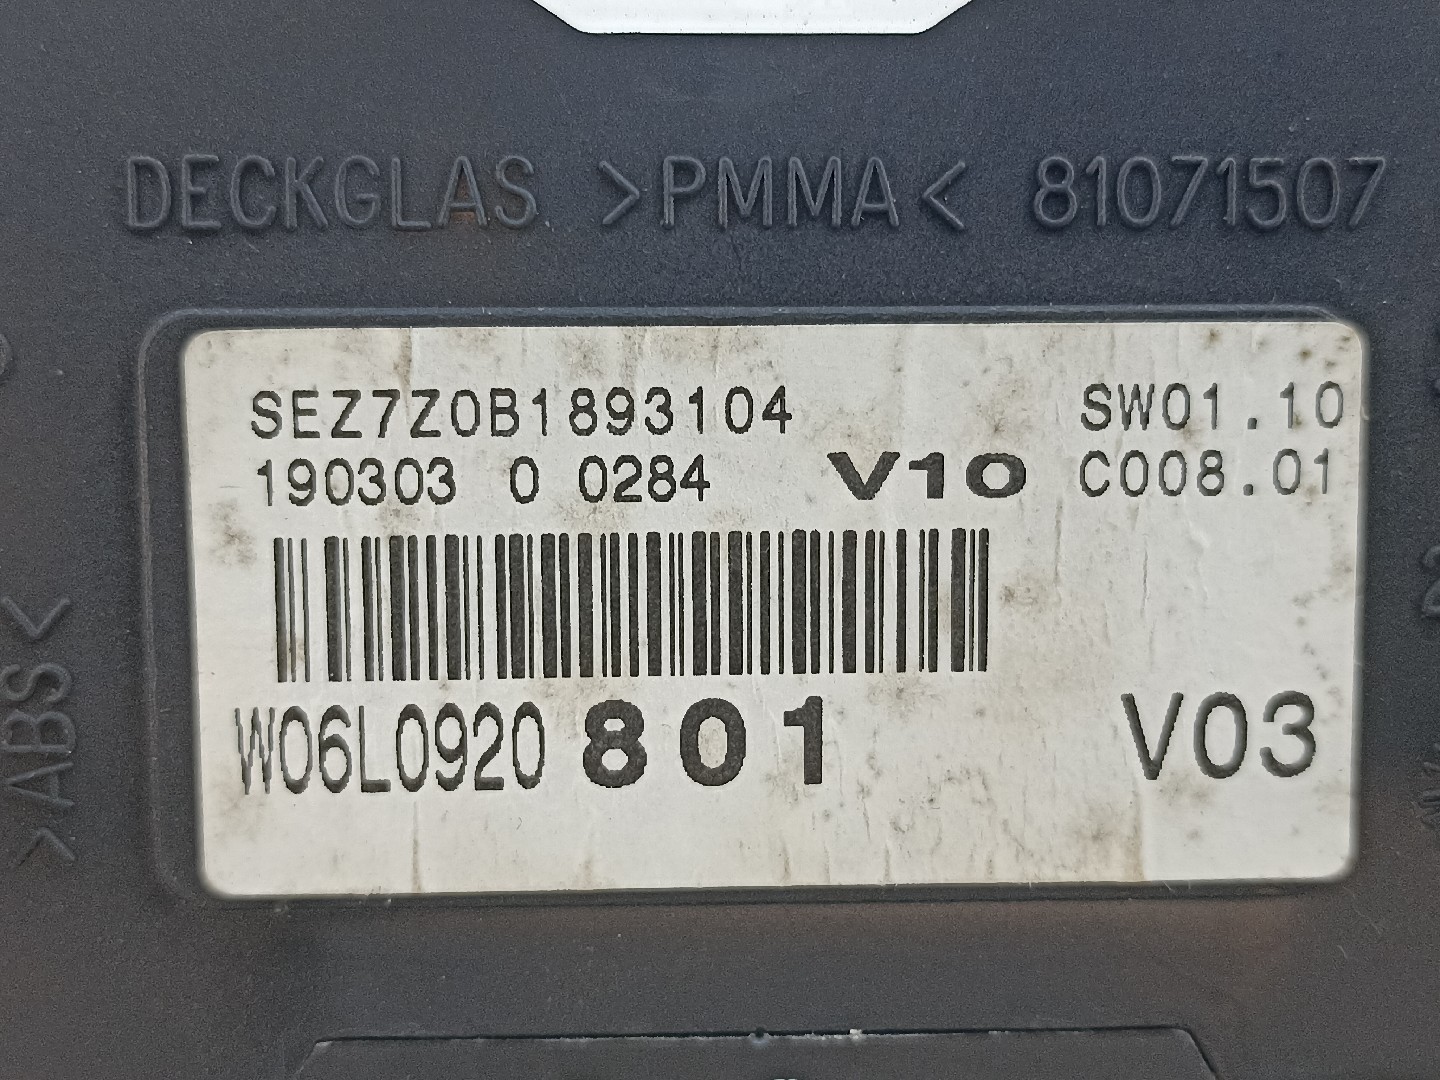 DECKGLAS >PMMA< 81071507
SEZ7Z0B1893104 SW01.10
190303 0 0284 V10 C008.01
W06L0920 801 V03
>ABS<